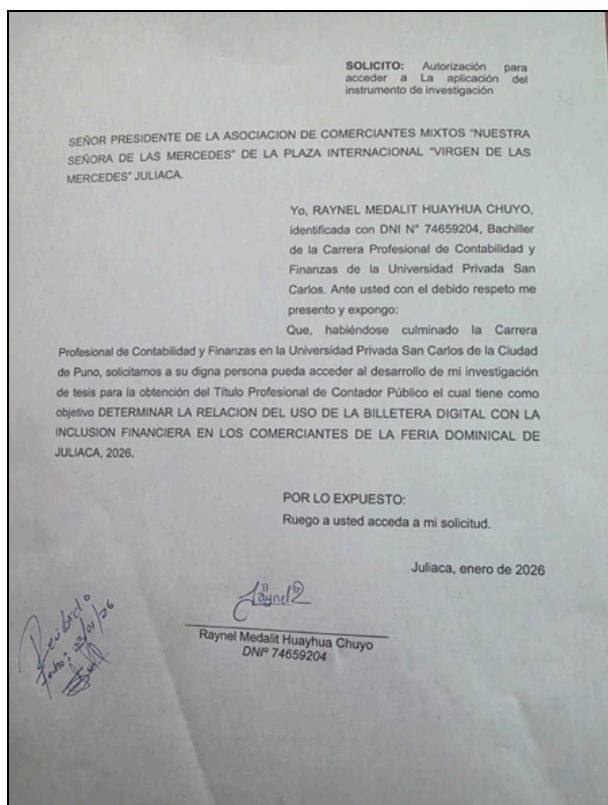 SOLICITO: Autorización para
acceder a La aplicación del
instrumento de investigación
SEÑOR PRESIDENTE DE LA ASOCIACION DE COMERCIANTES MIXTOS "NUESTRA
SEÑORA DE LAS MERCEDES" DE LA PLAZA INTERNACIONAL "VIRGEN DE LAS
MERCEDES" JULIACA.
Yo, RAYNEL MEDALIT HUAYHUA CHUYO,
identificada con DNI N° 74659204, Bachiller
de la Carrera Profesional de Contabilidad y
Finanzas de la Universidad Privada San
Carlos. Ante usted con el debido respeto me
presento y expongo:
Que, habiéndose culminado la Carrera
Profesional de Contabilidad y Finanzas en la Universidad Privada San Carlos de la Ciudad
de Puno, solicitamos a su digna persona pueda acceder al desarrollo de mi investigación
de tesis para la obtención del Título Profesional de Contador Público el cual tiene como
objetivo DETERMINAR LA RELACION DEL USO DE LA BILLETERA DIGITAL CON LA
INCLUSION FINANCIERA EN LOS COMERCIANTES DE LA FERIA DOMINICAL DE
JULIACA, 2026.
POR LO EXPUESTO:
Ruego a usted acceda a mi solicitud.
Juliaca, enero de 2026
Raynel
Raynel Medalit Huayhua Chuyo
DNIº 74659204
Recibido
Fecha: /01/26